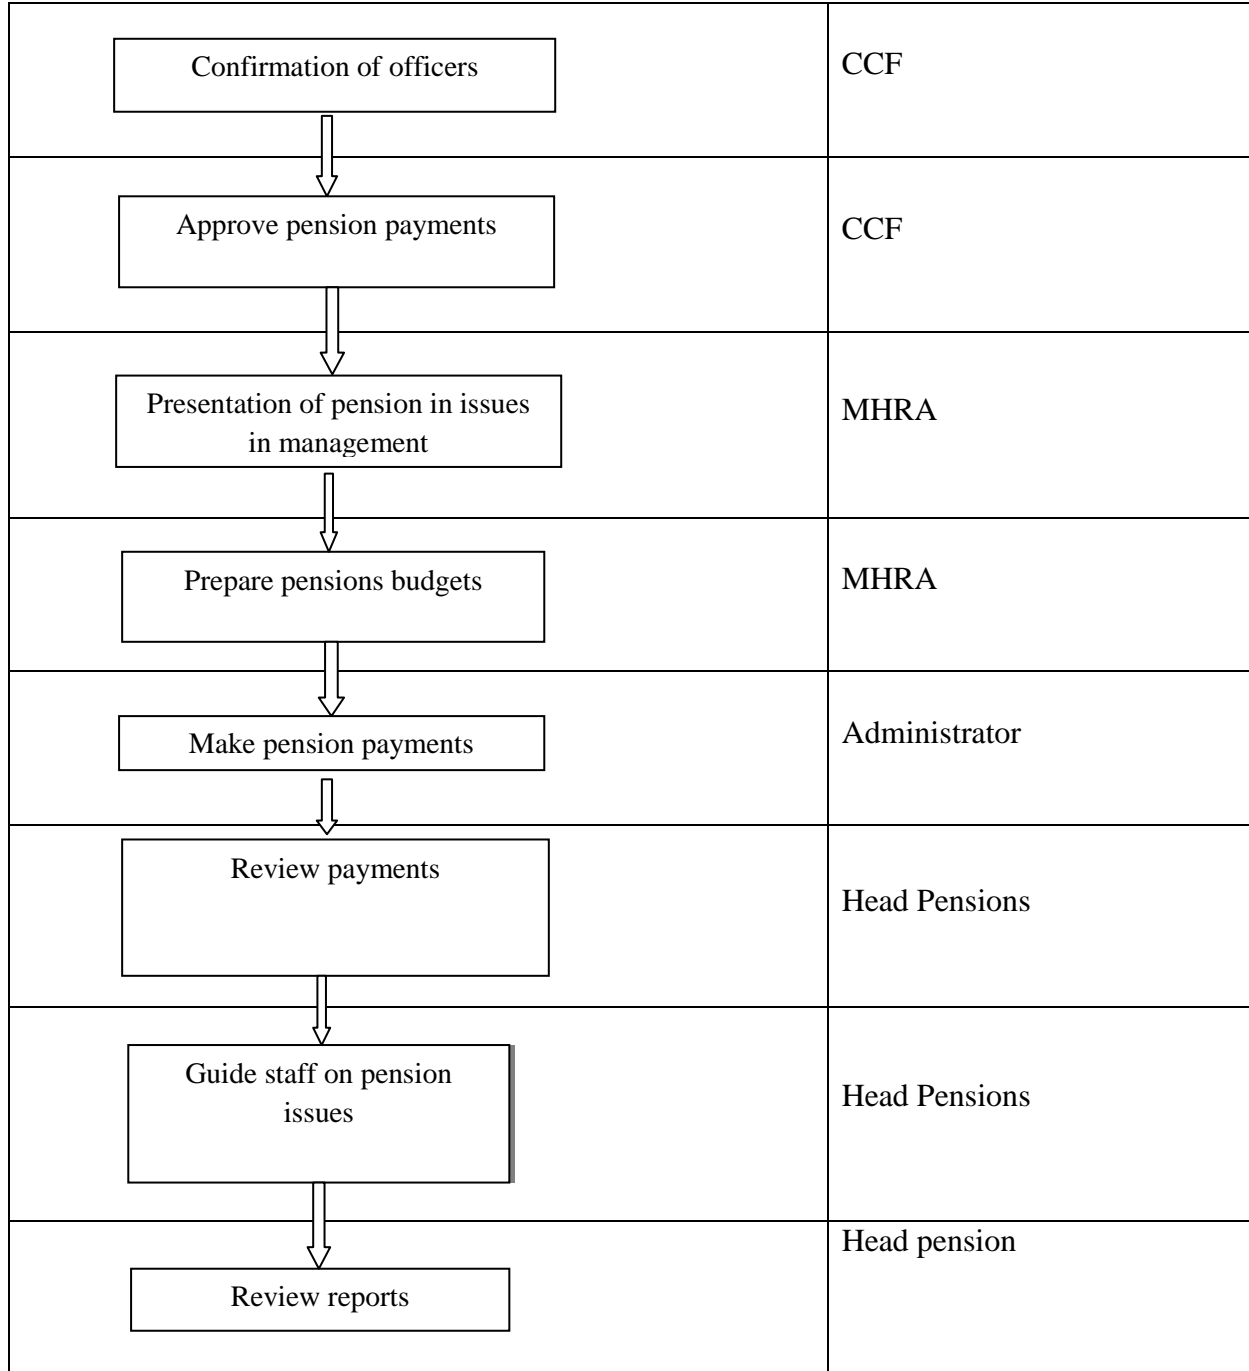 Confirmation of officers
CCF
Approve pension payments
CCF
Presentation of pension in issues
in management
MHRA
Prepare pensions budgets
MHRA
Make pension payments
Administrator
Review payments
Head Pensions
Guide staff on pension
issues
Head Pensions
Head pension
Review reports